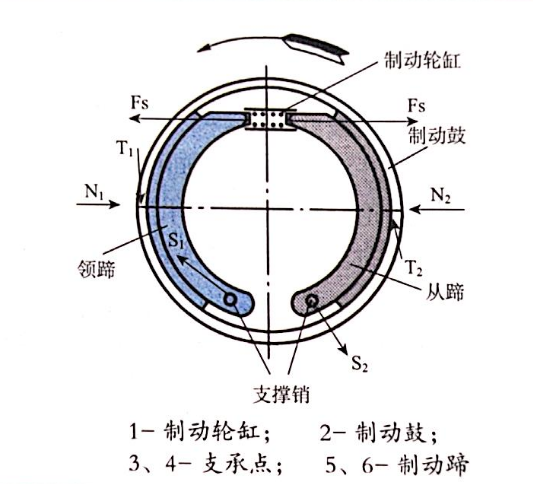 制动轮缸
Fs
Fs
制动鼓
T1
N1
N2
S1
T2
领蹄
从蹄
S2
支撑销
1- 制动轮缸; 2- 制动鼓;
3、4- 支承点; 5、6- 制动蹄